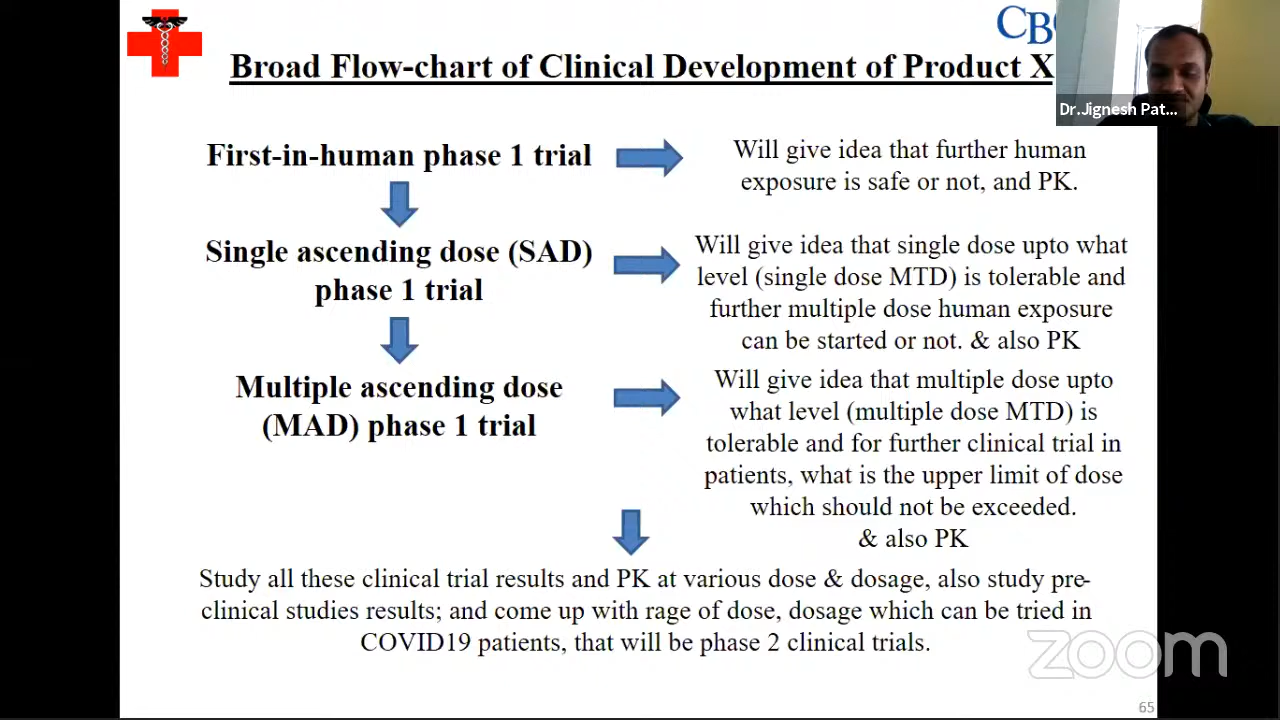 CB
Broad Flow-chart of Clinical Development of Product X
Dr.Jignesh Pat...
First-in-human phase 1 trial
Will give idea that further human
exposure is safe or not, and PK.
Single ascending dose (SAD)
phase 1 trial
Will give idea that single dose upto what
level (single dose MTD) is tolerable and
further multiple dose human exposure
can be started or not. & also PK
Multiple ascending dose
(MAD) phase 1 trial
Will give idea that multiple dose upto
what level (multiple dose MTD) is
tolerable and for further clinical trial in
patients, what is the upper limit of dose
which should not be exceeded.
& also PK
Study all these clinical trial results and PK at various dose & dosage, also study pre-
clinical studies results; and come up with rage of dose, dosage which can be tried in
COVID19 patients, that will be phase 2 clinical trials.
zoom
65